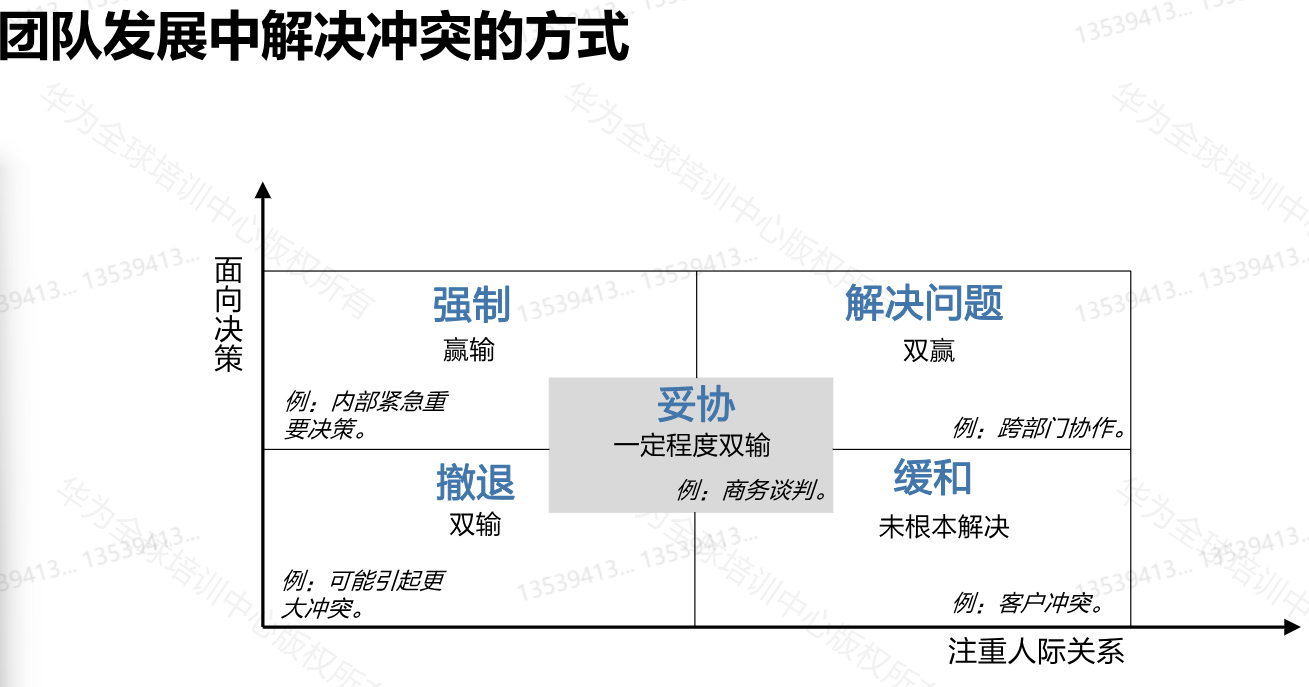 团队发展中解决冲突的方式
面向决策
强制
赢输
例：内部紧急重
要决策。
解决问题
双赢
例：跨部门协作。
妥协
一定程度双输
例：商务谈判。
撤退
双输
例：可能引起更
大冲突。
缓和
未根本解决
例：客户冲突。
注重人际关系
华为全球培训中心版权所有
13539413... 13539413...